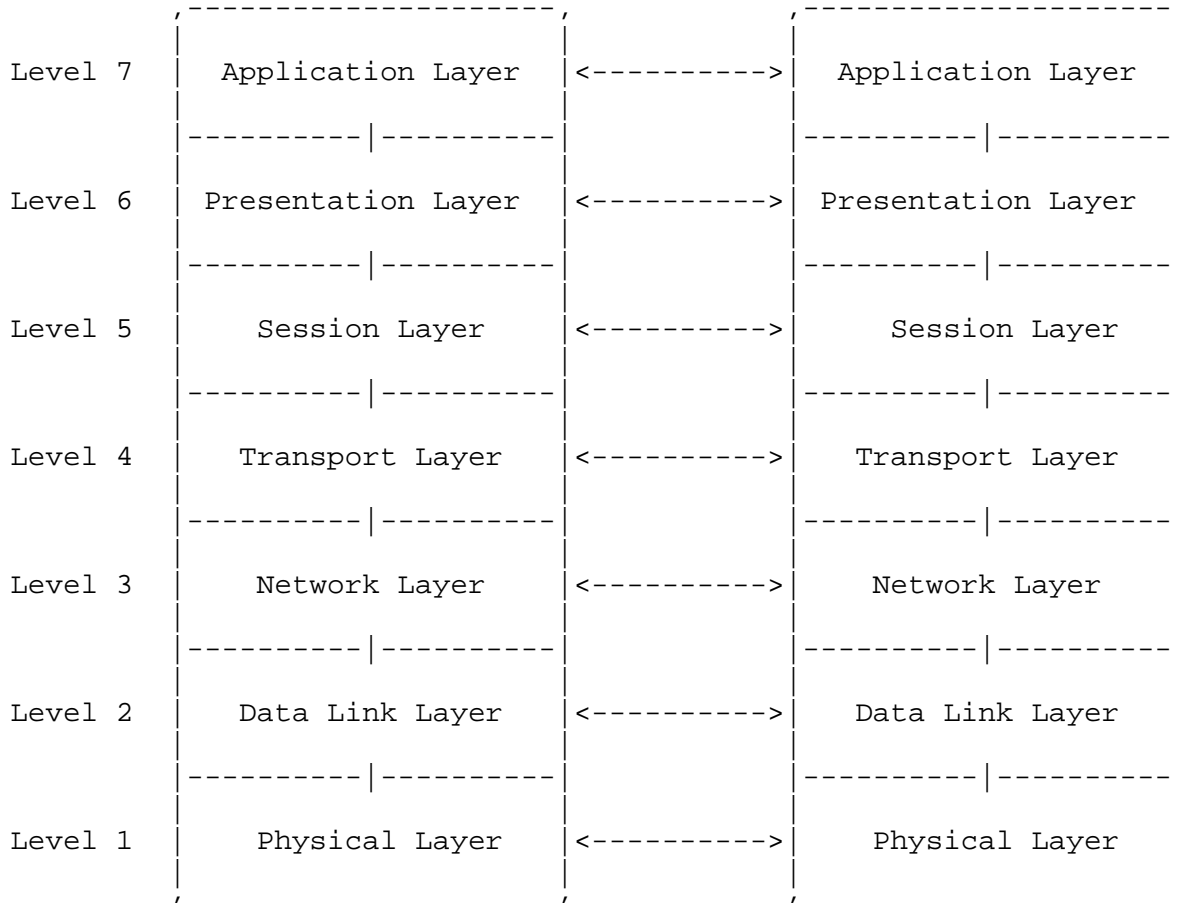 Level 7 Application Layer <----------> Application Layer
Level 6 Presentation Layer <----------> Presentation Layer
Level 5 Session Layer <----------> Session Layer
Level 4 Transport Layer <----------> Transport Layer
Level 3 Network Layer <----------> Network Layer
Level 2 Data Link Layer <----------> Data Link Layer
Level 1 Physical Layer <----------> Physical Layer